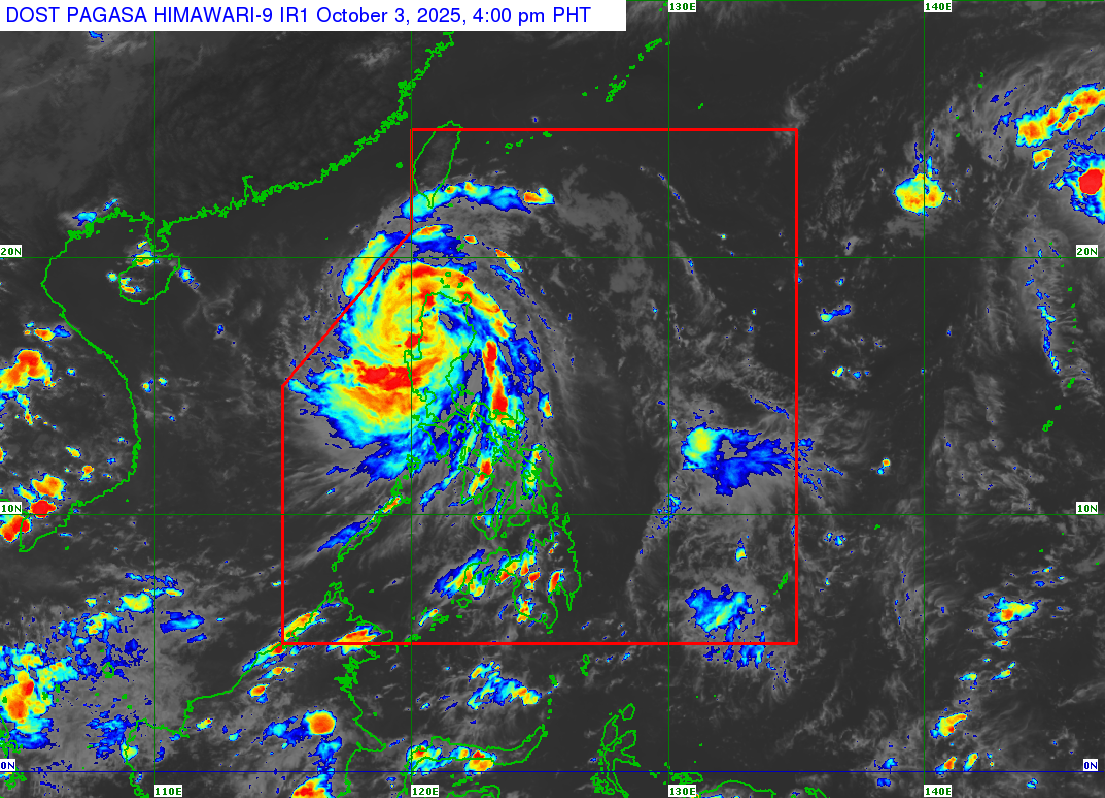 DOST PAGASA HIMAWARI-9 IR1 October 3, 2025, 4:00 pm PHT
130E
140E
20N
20N
10N
10N
0N
0N
110E
120E
130E
140E